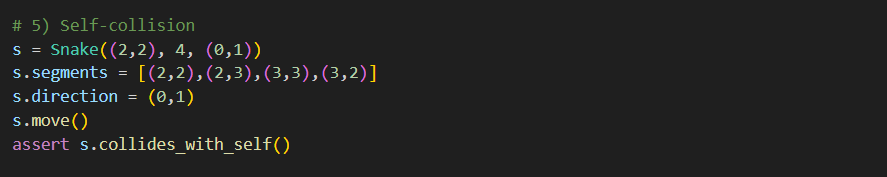 # 5) Self-collision
s = Snake((2,2), 4, (0,1))
s.segments = [(2,2),(2,3),(3,3),(3,2)]
s.direction = (0,1)
s.move()
assert s.collides_with_self()